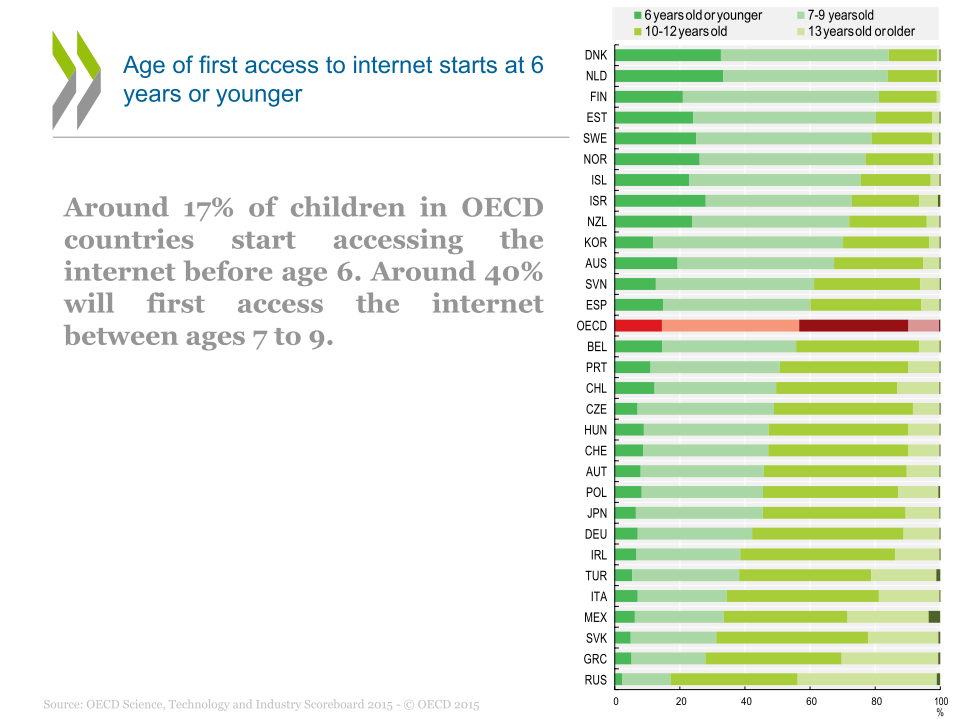 Age of first access to internet starts at 6
years or younger
Around 17% of children in OECD
countries start accessing the
internet before age 6. Around 40%
will first access the internet
between ages 7 to 9.
6 years old or younger
7-9 years old
10-12 years old
13 years old or older
DNK
NLD
FIN
EST
SWE
NOR
ISL
ISR
NZL
KOR
AUS
SVN
ESP
OECD
BEL
PRT
CHL
CZE
HUN
CHE
AUT
POL
JPN
DEU
IRL
TUR
ITA
MEX
SVK
GRC
RUS
0 20 40 60 80 100
%
Source: OECD Science, Technology and Industry Scoreboard 2015 - © OECD 2015